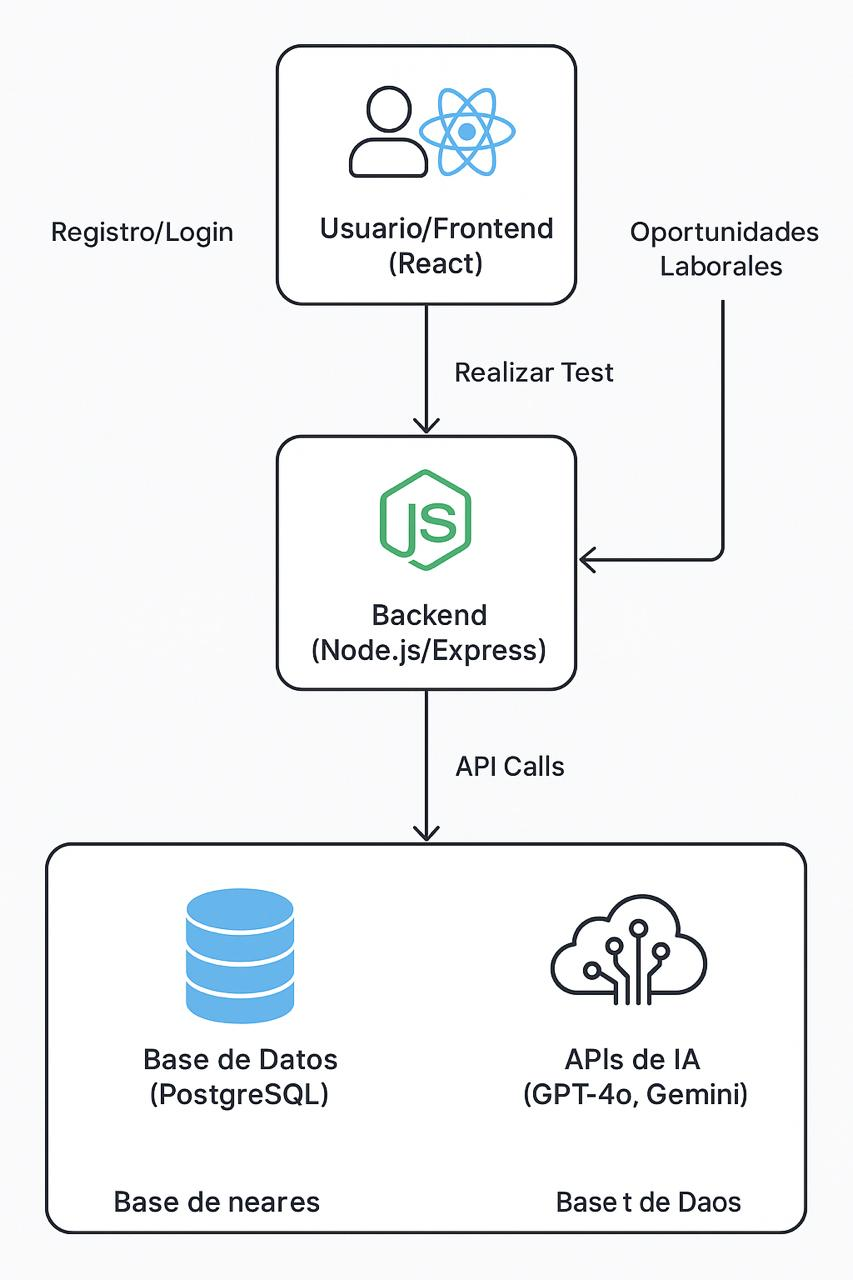 Usuario/Frontend
(React)
Registro/Login
Oportunidades
Laborales
Realizar Test
JS
Backend
(Node.js/Express)
API Calls
Base de Datos
(PostgreSQL)
APIs de IA
(GPT-4o, Gemini)
Base de neares
Base t de Daos